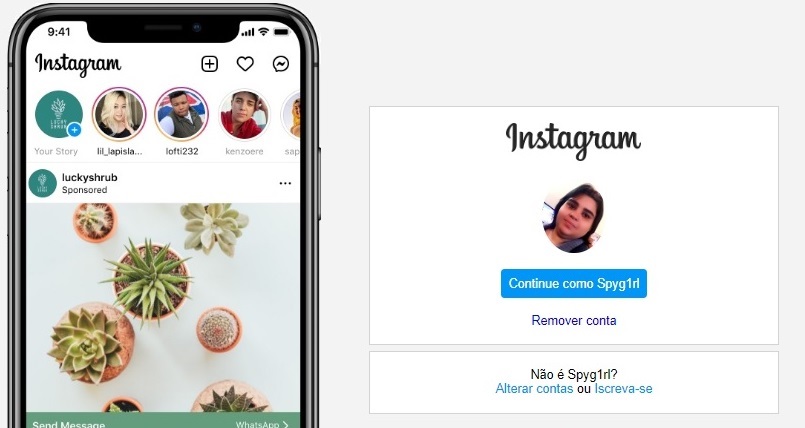 9:41
Instagram
LUCKY
SHRUB
Your Story
lil_lapisla...
lofti232
kenzoere
sap
luckyshrub
Sponsored
Send Message
WhatsApp
Instagram
Continue como Spyg1rl
Remover conta
Não é Spyg1rl?
Alterar contas ou Iscreva-se